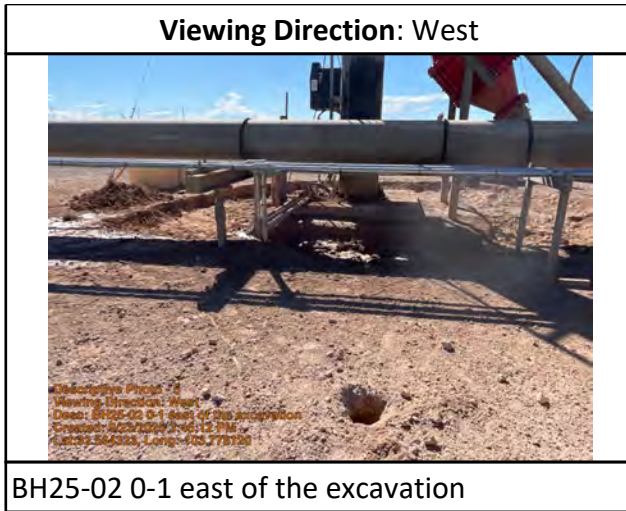 Viewing Direction: West
Viewing Direction: West
Desc: BH25-02 0-1 east of the excavation
BH25-02 0-1 east of the excavation